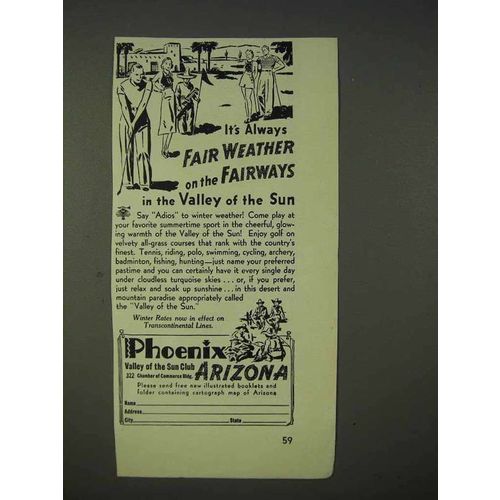 It's Always
FAIR WEATHER
on the FAIRWAYS
in the Valley of the Sun
Say "Adios" to winter weather! Come play at
your favorite summertime sport in the cheerful, glow-
ing warmth of the Valley of the Sun! Enjoy golf on
velvety all-grass courses that rank with the country's
finest. Tennis, riding, polo, swimming, cycling, archery,
badminton, fishing, hunting—just name your preferred
pastime and you can certainly have it every single day
under cloudless turquoise skies . . . or, if you prefer,
just relax and soak up sunshine . . . in this desert and
mountain paradise appropriately called
the "Valley of the Sun."
Winter Rates now in effect on
Transcontinental Lines.
Phoenix
ARIZONA
Valley of the Sun Club
322 Chamber of Commerce Bldg.
Please send free new illustrated booklets and
folder containing cartograph map of Arizona
Name
Address
City State
59